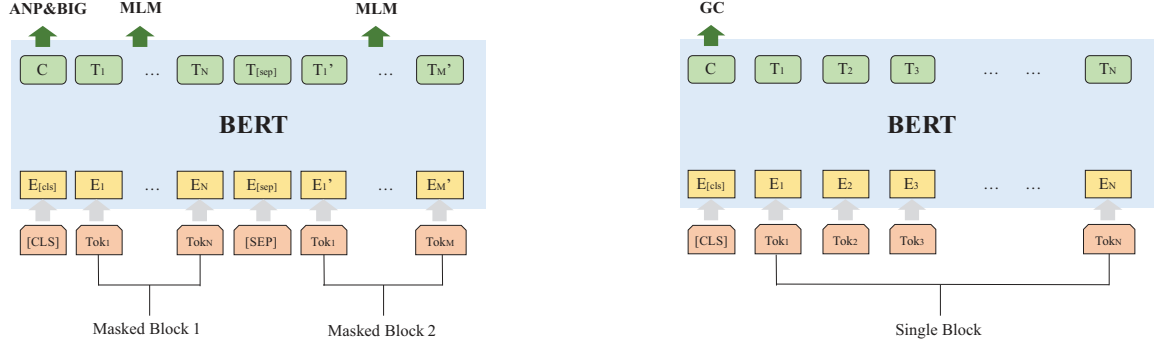 ANP&BIG MLM MLM
C T1 ... TN T[sep] T1' ... TM'
BERT
E[cls] E1 ... EN E[sep] E1' ... EM'
[CLS] Tok1 TokN [SEP] Tok1 TokM
Masked Block 1 Masked Block 2
GC
C T1 T2 T3 ... ... TN
BERT
E[cls] E1 E2 E3 ... ... EN
[CLS] Tok1 Tok2 Tok3 TokN
Single Block